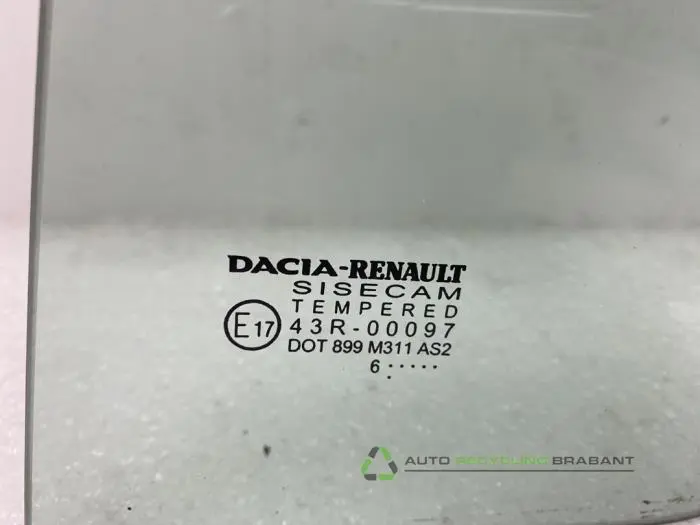 DACIA-RENAULT
SISECAM
TEMPERED
E17 43R-00097
DOT 899 M311 AS2
6 .....
.
AUTO RECYCLING BRABANT